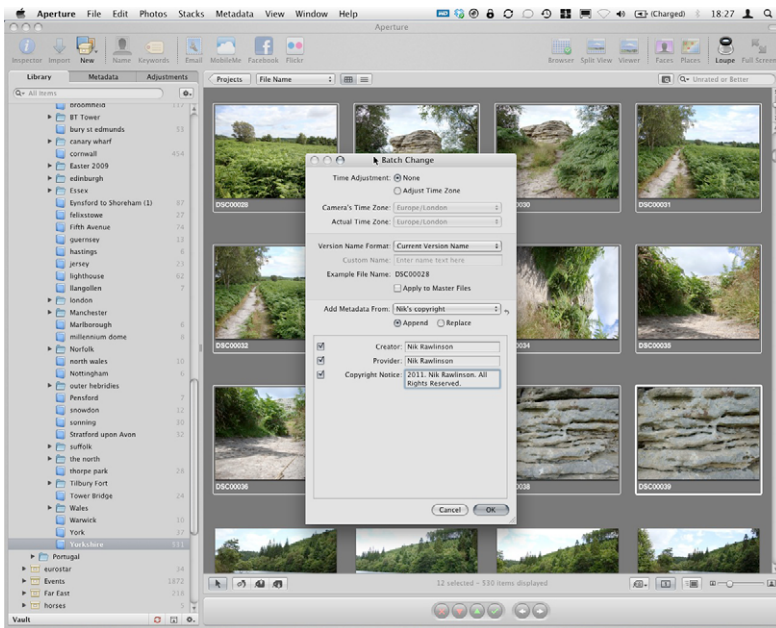 Aperture File Edit Photos Stacks Metadata View Window Help (Charged) 18:27
Aperture
Inspector Import New Name Keywords Email MobileMe Facebook Flickr Browser Split View Viewer Faces Places Loupe Full Screen
Library Metadata Adjustments
Projects File Name Unrated or Better
All Items
broomfield 117
BT Tower
bury st edmunds 55
canary wharf
cornwall 454
Easter 2009
edinburgh
Essex
Eynsford to Shoreham (1) 97
felixstowe 27
Fifth Avenue 74
guernsey 13
hastings 6
jersey 23
lighthouse 62
llangollen 7
london
Manchester
Marlborough 6
millennium dome 8
Norfolk
north wales 10
Nottingham 6
outer hebridies
Pensford 7
snowdon 12
sonning 30
Stratford upon Avon 32
suffolk
the north
thorpe park 28
Tilbury Fort
Tower Bridge 24
Wales
Warwick 10
York 37
Yorkshire 531
Portugal
eurostar 34
Events 1872
Far East 218
horses 5
Vault
DSC00028
DSC00031
DSC00032
DSC00036
DSC00039
Batch Change
Time Adjustment: None
Adjust Time Zone
Camera's Time Zone: Europe/London
Actual Time Zone: Europe/London
Version Name Format: Current Version Name
Custom Name: Enter name text here
Example File Name: DSC00028
Apply to Master Files
Add Metadata From: Nik's copyright
Append Replace
Creator: Nik Rawlinson
Provider: Nik Rawlinson
Copyright Notice: 2011. Nik Rawlinson. All
Rights Reserved.
Cancel OK
12 selected - 530 items displayed